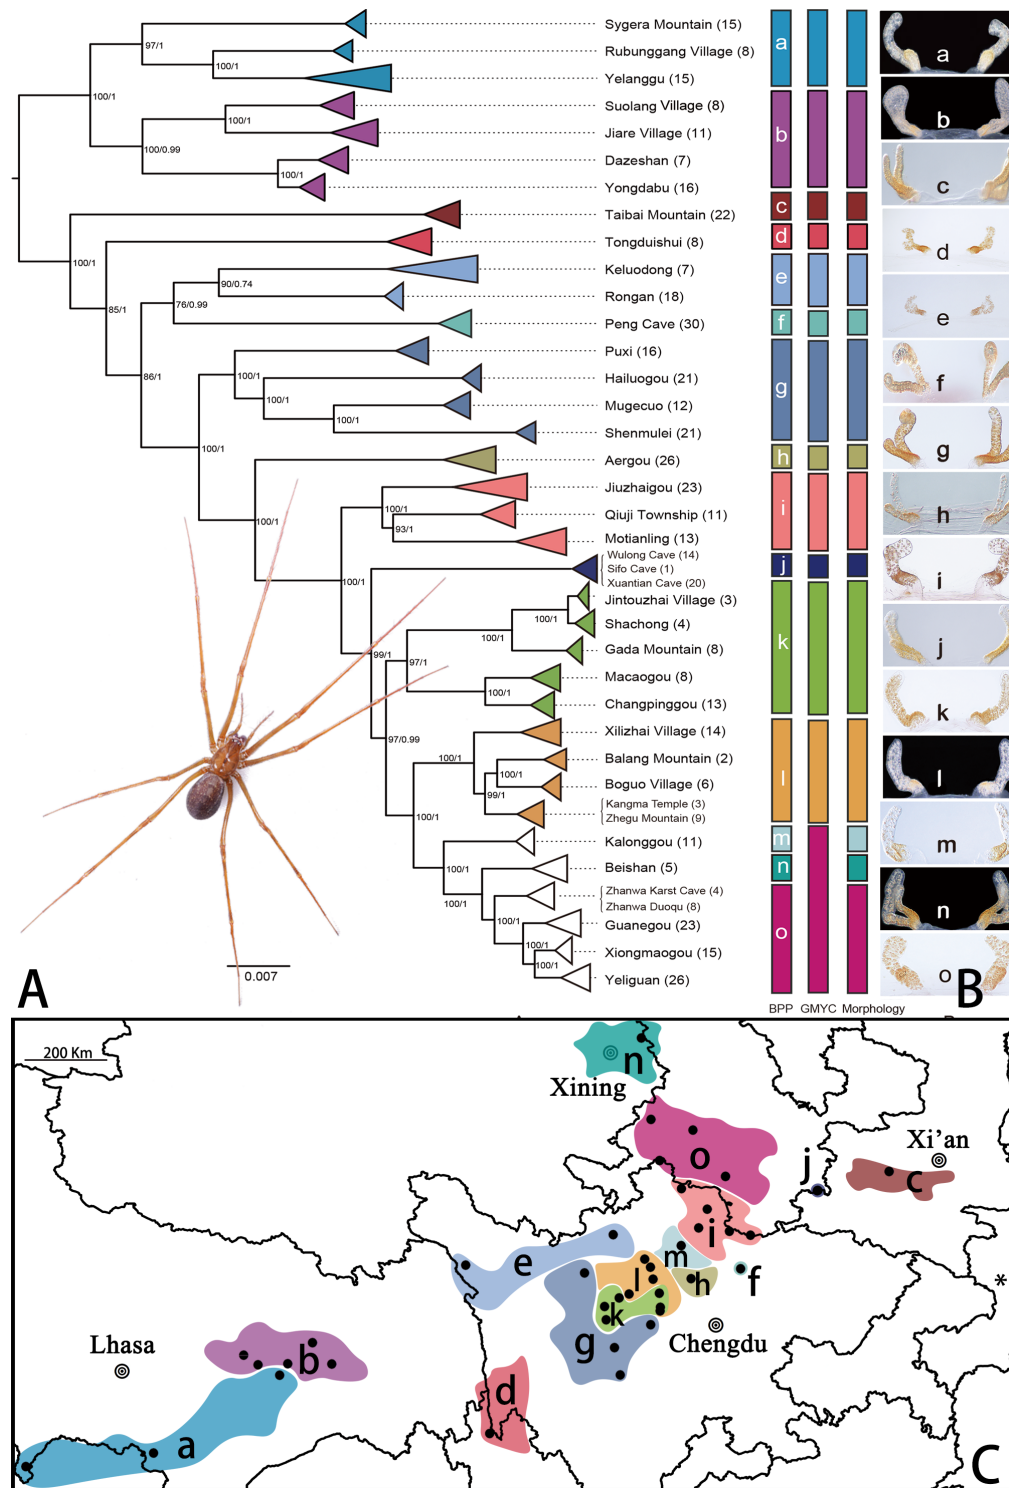 Sygera Mountain (15)
97/1
Rubunggang Village (8)
100/1
Yelanggu (15)
100/1
Suolang Village (8)
100/1
Jiare Village (11)
100/0.99
Dazeshan (7)
100/1
Yongdabu (16)
Taibai Mountain (22)
Tongduishui (8)
100/1
Keluodong (7)
90/0.74
Rongan (18)
76/0.99
85/1
Peng Cave (30)
Puxi (16)
86/1
100/1
Hailuogou (21)
100/1
Mugecuo (12)
100/1
Shenmulei (21)
100/1
Aergou (26)
Jiuzhaigou (23)
100/1
Qiuji Township (11)
100/1
93/1
Motianling (13)
Wulong Cave (14)
Sifo Cave (1)
Xuantian Cave (20)
100/1
Jintouzhai Village (3)
100/1
Shachong (4)
100/1
Gada Mountain (8)
99/1
97/1
Macaogou (8)
100/1
Changpinggou (13)
97/0.99
Xilizhai Village (14)
100/1
Balang Mountain (2)
100/1
Boguo Village (6)
99/1
Kangma Temple (3)
Zhegu Mountain (9)
100/1
Kalonggou (11)
100/1
Beishan (5)
100/1
Zhanwa Karst Cave (4)
Zhanwa Duoqu (8)
100/1
Guanegou (23)
100/1
Xiongmaogou (15)
100/1
Yeliguan (26)
0.007
A
a
b
c
d
e
f
g
h
i
j
k
l
m
n
o
BPP GMYC Morphology
a
b
c
d
e
f
g
h
i
j
k
l
m
n
o
B
200 Km
n
Xining
o
j
Xi'an
c
i
e
m
f
l
h
*
k
Chengdu
g
Lhasa
b
d
a
C